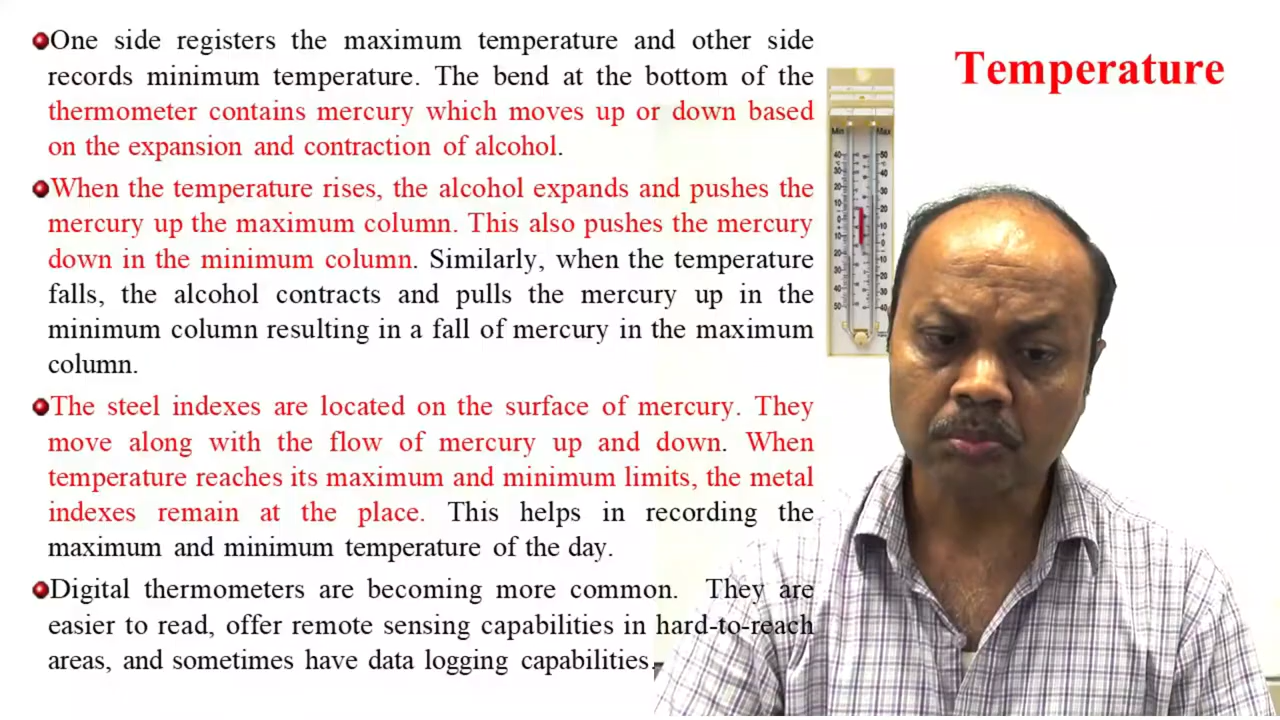 Temperature
One side registers the maximum temperature and other side
records minimum temperature. The bend at the bottom of the
thermometer contains mercury which moves up or down based
on the expansion and contraction of alcohol.
When the temperature rises, the alcohol expands and pushes the
mercury up the maximum column. This also pushes the mercury
down in the minimum column. Similarly, when the temperature
falls, the alcohol contracts and pulls the mercury up in the
minimum column resulting in a fall of mercury in the maximum
column.
The steel indexes are located on the surface of mercury. They
move along with the flow of mercury up and down. When
temperature reaches its maximum and minimum limits, the metal
indexes remain at the place. This helps in recording the
maximum and minimum temperature of the day.
Digital thermometers are becoming more common. They are
easier to read, offer remote sensing capabilities in hard-to-reach
areas, and sometimes have data logging capabilities.
Min Max